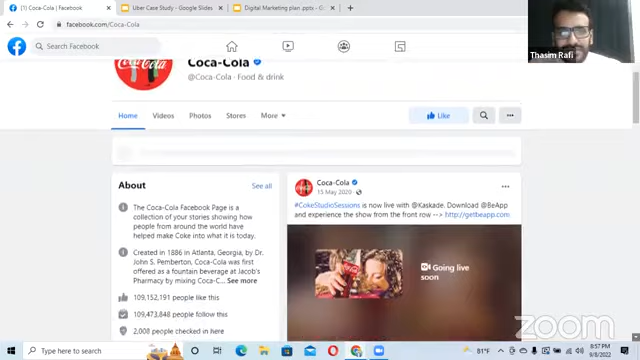 (1) Coca-Cola | Facebook
Uber Case Study - Google Slides
Digital Marketing plan .pptx - G
facebook.com/Coca-Cola
Search Facebook
Thasim Rafi
Coca-Cola
Coca-Cola
@Coca-Cola · Food & drink
Home
Videos
Photos
Stores
More
Like
About
See all
The Coca-Cola Facebook Page is a
collection of your stories showing how
people from around the world have
helped make Coke into what it is today.
Created in 1886 in Atlanta, Georgia, by Dr.
John S. Pemberton, Coca-Cola was first
offered as a fountain beverage at Jacob's
Pharmacy by mixing Coca-C... See more
109,152,191 people like this
109,473,848 people follow this
2,008 people checked in here
Coca-Cola
15 May 2020
#CokeStudioSessions is now live with @Kaskade. Download @BeApp
and experience the show from the front row --> http://getbeapp.com
Going live
soon
zoom
Type here to search
81°F
8:57 PM
9/8/2022